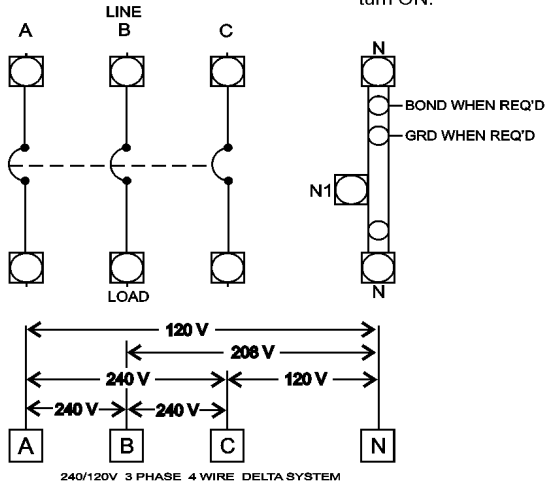 turn ON.
LINE
A
B
C
N
BOND WHEN REQ'D
GRD WHEN REQ'D
N1
LOAD
N
120 V
208 V
240 V
120 V
240 V
240 V
A
B
C
N
240/120V 3 PHASE 4 WIRE DELTA SYSTEM